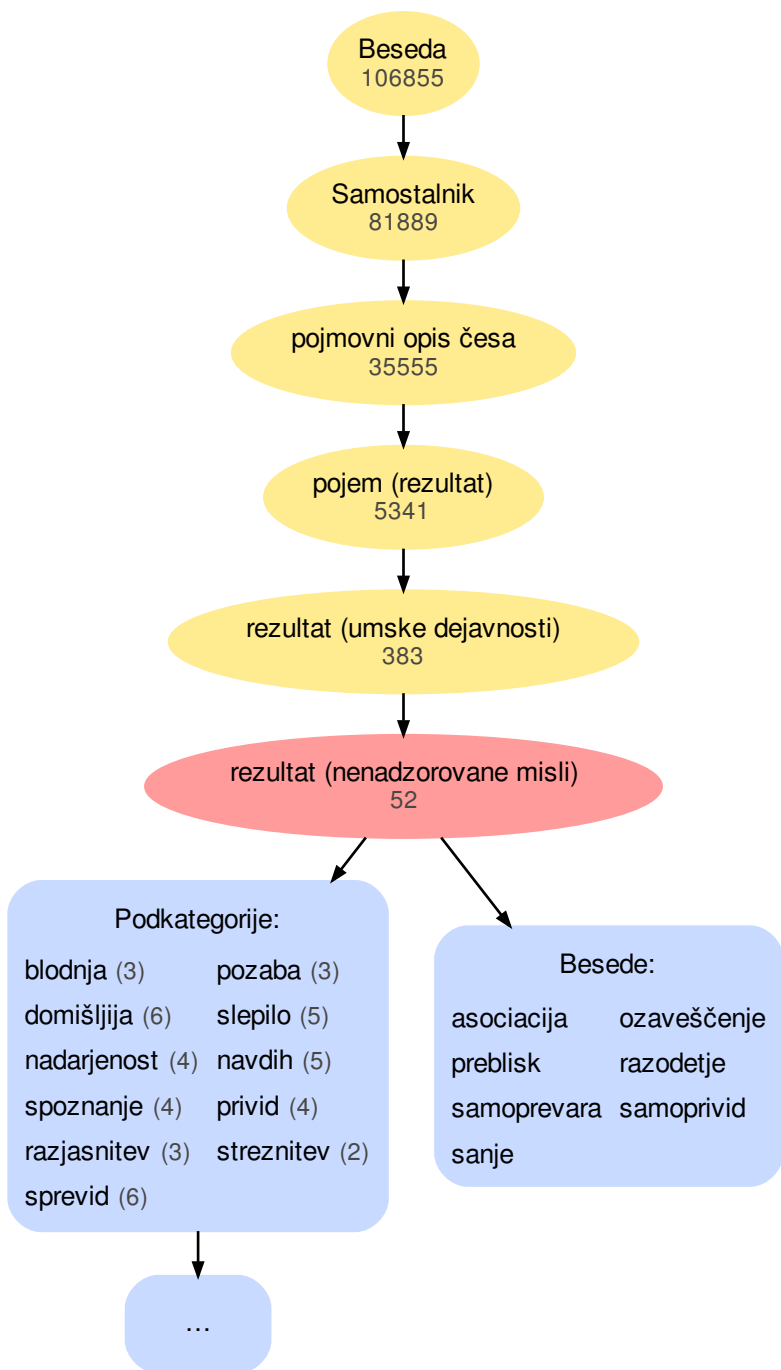 Beseda
106855
Samostalnik
81889
pojmovni opis česa
35555
pojem (rezultat)
5341
rezultat (umske dejavnosti)
383
rezultat (nenadzorovane misli)
52
Podkategorije:
blodnja (3) pozaba (3)
domišljija (6) slepilo (5)
nadarjenost (4) navdih (5)
spoznanje (4) privid (4)
razjasnitev (3) streznitev (2)
sprevid (6)
Besede:
asociacija ozaveščenje
preblisk razodetje
samoprevara samoprivid
sanje
...